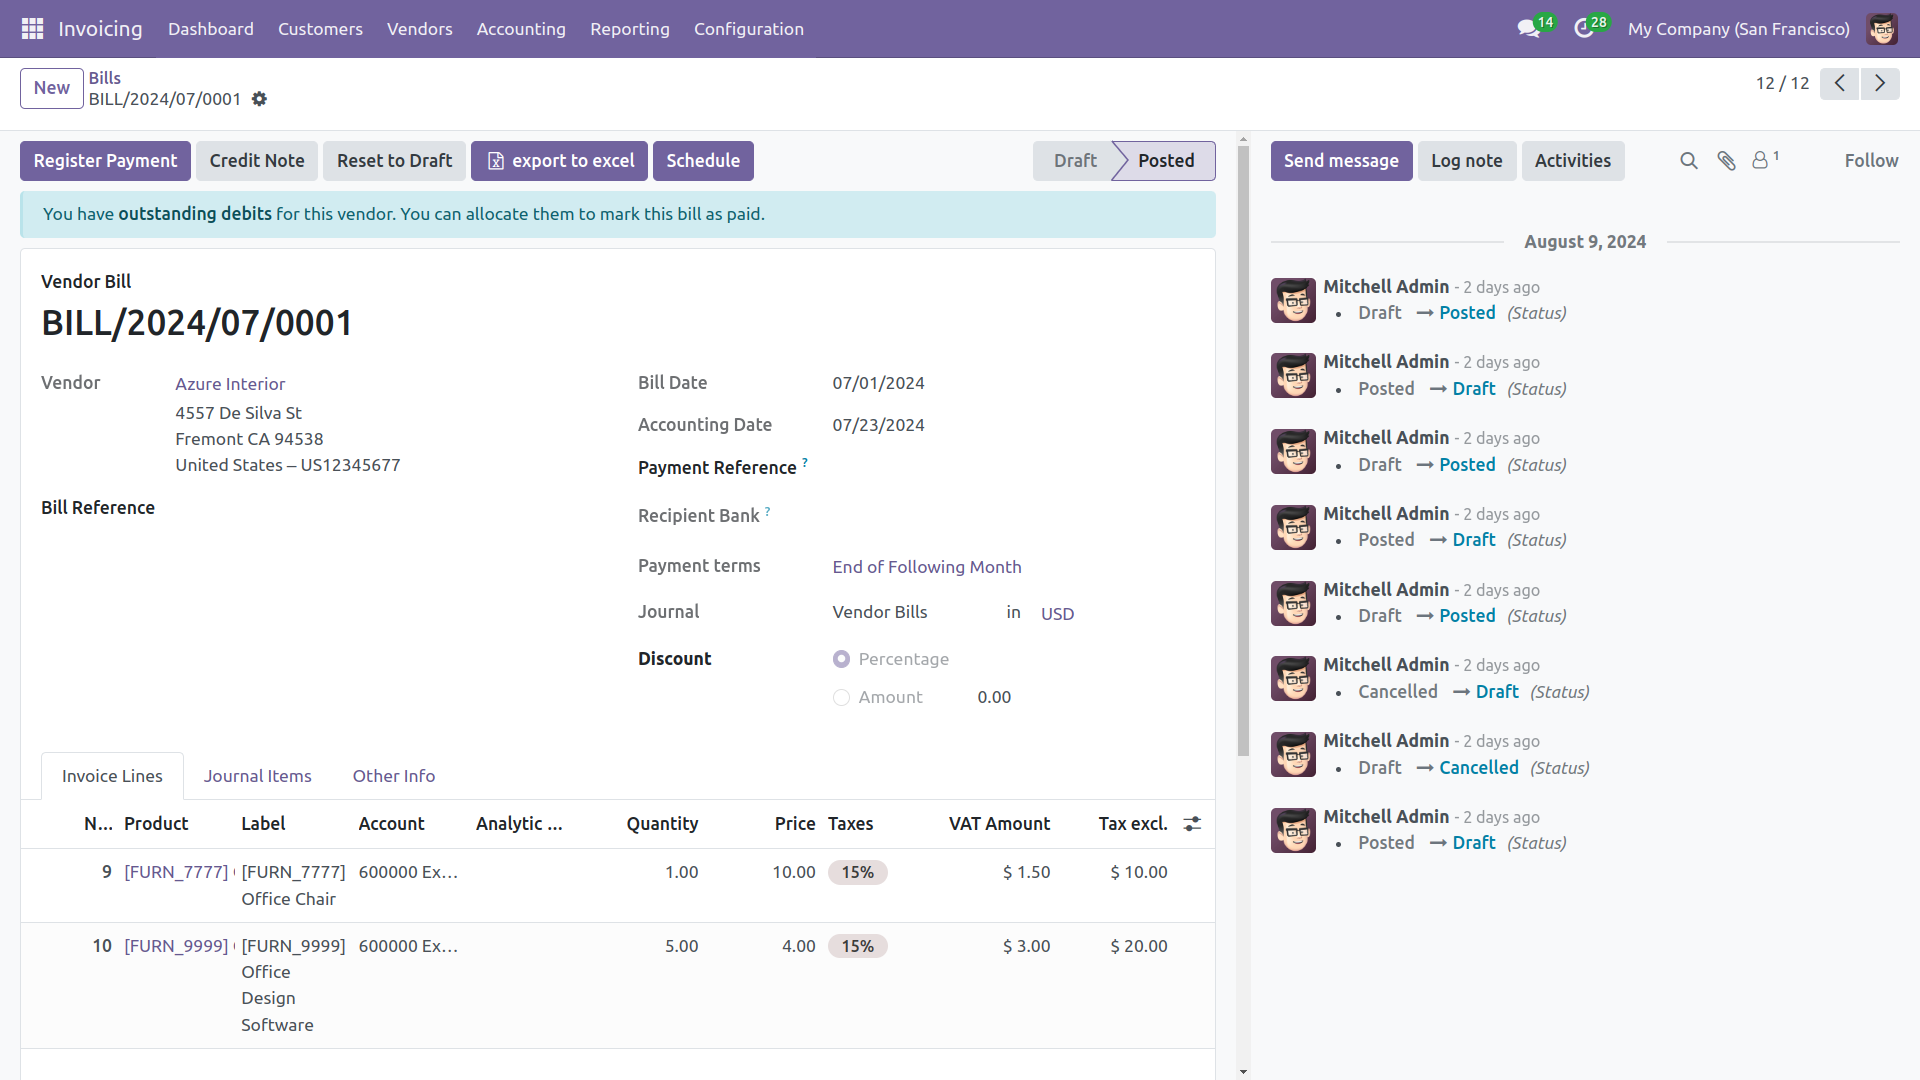 Invoicing Dashboard Customers Vendors Accounting Reporting Configuration 14 28 My Company (San Francisco)
New
Bills
BILL/2024/07/0001
12 / 12
Register Payment Credit Note Reset to Draft export to excel Schedule Draft Posted
You have outstanding debits for this vendor. You can allocate them to mark this bill as paid.
Vendor Bill
BILL/2024/07/0001
Vendor Azure Interior
4557 De Silva St
Fremont CA 94538
United States – US12345677
Bill Reference
Bill Date 07/01/2024
Accounting Date 07/23/2024
Payment Reference ?
Recipient Bank ?
Payment terms End of Following Month
Journal Vendor Bills in USD
Discount Percentage
Amount 0.00
Invoice Lines Journal Items Other Info
N... Product Label Account Analytic ... Quantity Price Taxes VAT Amount Tax excl.
9 [FURN_7777] [FURN_7777] 600000 Ex... 1.00 10.00 15% $ 1.50 $ 10.00
Office Chair
10 [FURN_9999] [FURN_9999] 600000 Ex... 5.00 4.00 15% $ 3.00 $ 20.00
Office
Design
Software
Send message Log note Activities 1 Follow
August 9, 2024
Mitchell Admin - 2 days ago
• Draft → Posted (Status)
Mitchell Admin - 2 days ago
• Posted → Draft (Status)
Mitchell Admin - 2 days ago
• Draft → Posted (Status)
Mitchell Admin - 2 days ago
• Posted → Draft (Status)
Mitchell Admin - 2 days ago
• Draft → Posted (Status)
Mitchell Admin - 2 days ago
• Cancelled → Draft (Status)
Mitchell Admin - 2 days ago
• Draft → Cancelled (Status)
Mitchell Admin - 2 days ago
• Posted → Draft (Status)